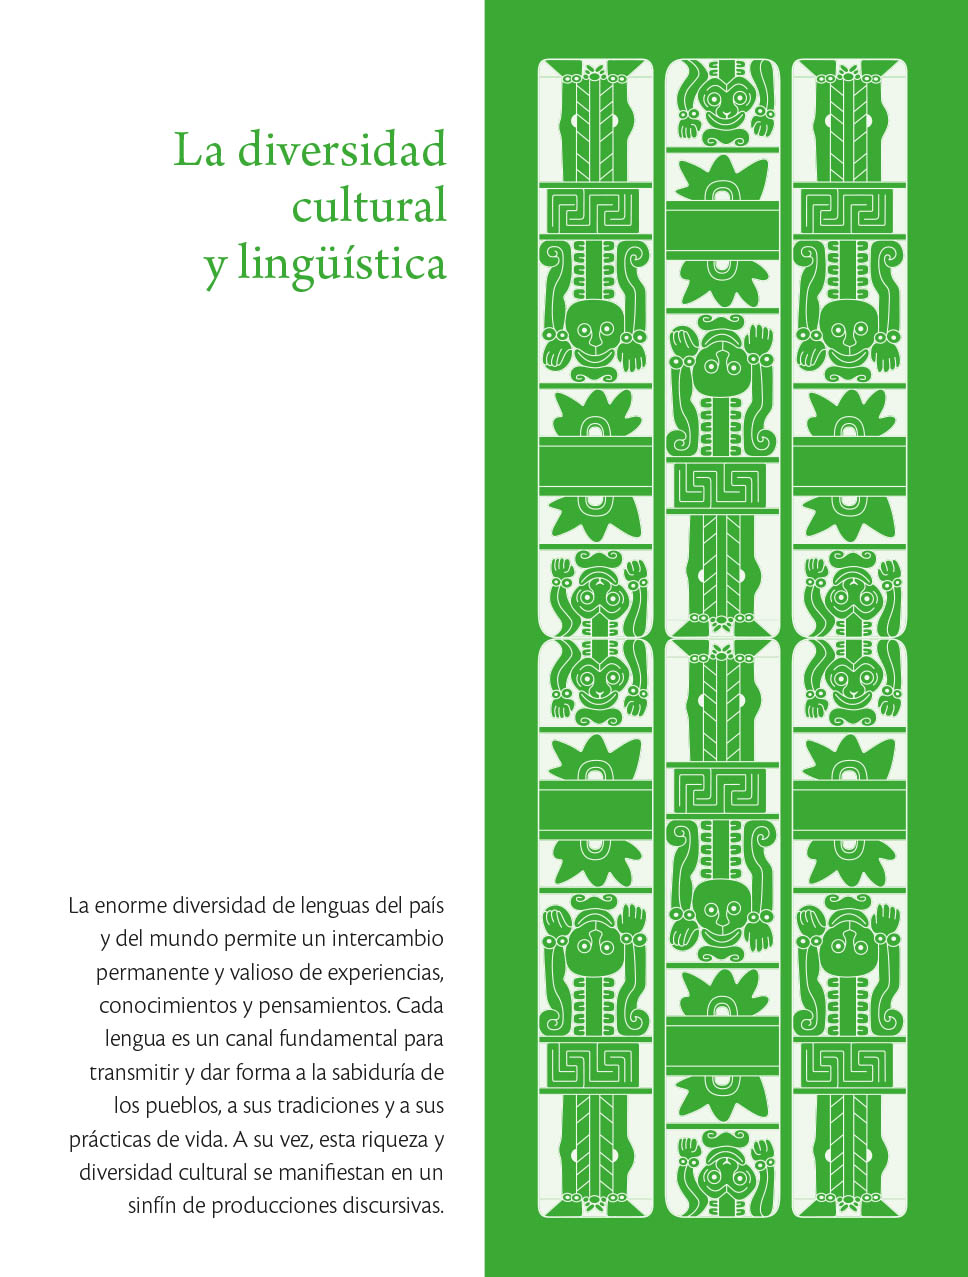 La diversidad
cultural
y lingüística
La enorme diversidad de lenguas del país
y del mundo permite un intercambio
permanente y valioso de experiencias,
conocimientos y pensamientos. Cada
lengua es un canal fundamental para
transmitir y dar forma a la sabiduría de
los pueblos, a sus tradiciones y a sus
prácticas de vida. A su vez, esta riqueza y
diversidad cultural se manifiestan en un
sinfín de producciones discursivas.